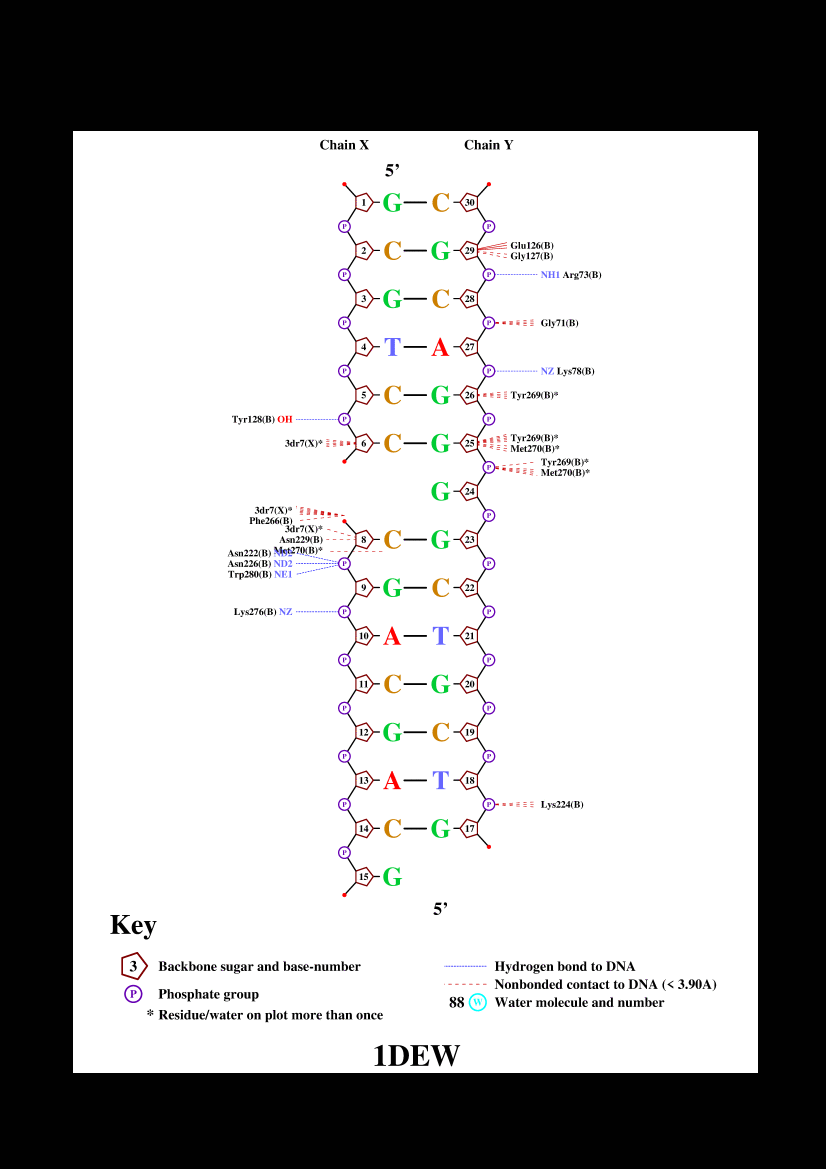 Chain X Chain Y
5’
1 G C 30
P P
Glu126(B)
2 C G 29
Gly127(B)
P P NH1 Arg73(B)
3 G C 28
P P Gly71(B)
4 T A 27
P P NZ Lys78(B)
5 C G 26 Tyr269(B)*
Tyr128(B) OH P P
Tyr269(B)*
3dr7(X)* 6 C G 25
Met270(B)*
Tyr269(B)*
P
Met270(B)*
G 24
3dr7(X)*
P
Phe266(B)
3dr7(X)*
Asn229(B) 8 C G 23
Met270(B)*
Asn222(B)
Asn226(B) ND2 P P
Trp280(B) NE1
9 G C 22
Lys276(B) NZ P P
10 A T 21
P P
11 C G 20
P P
12 G C 19
P P
13 A T 18
P P Lys224(B)
14 C G 17
P
15 G
5’
Key
3 Backbone sugar and base-number
P Phosphate group
* Residue/water on plot more than once
Hydrogen bond to DNA
Nonbonded contact to DNA (< 3.90A)
88 W Water molecule and number
1DEW